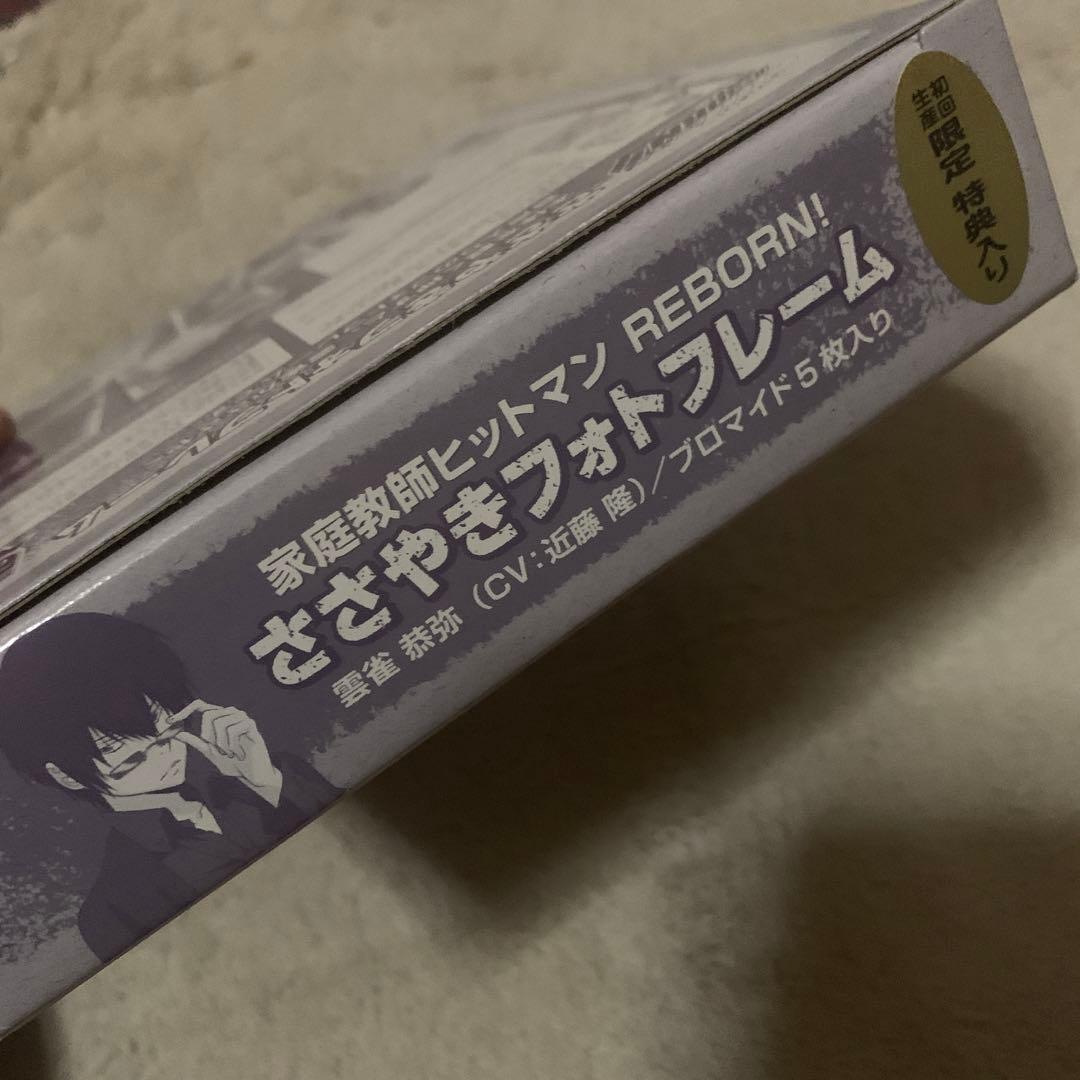 初回
生産
限定 特典入り
家庭教師ヒットマン REBORN!
ささやきフォトフレーム
雲雀 恭弥 (CV:近藤 隆)/ブロマイド5枚入り